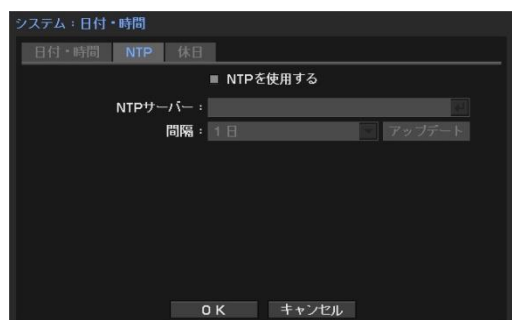 システム：日付・時間
日付・時間 NTP 休日
NTPを使用する
NTPサーバー：
間隔： 1 日 アップデート
ＯＫ キャンセル